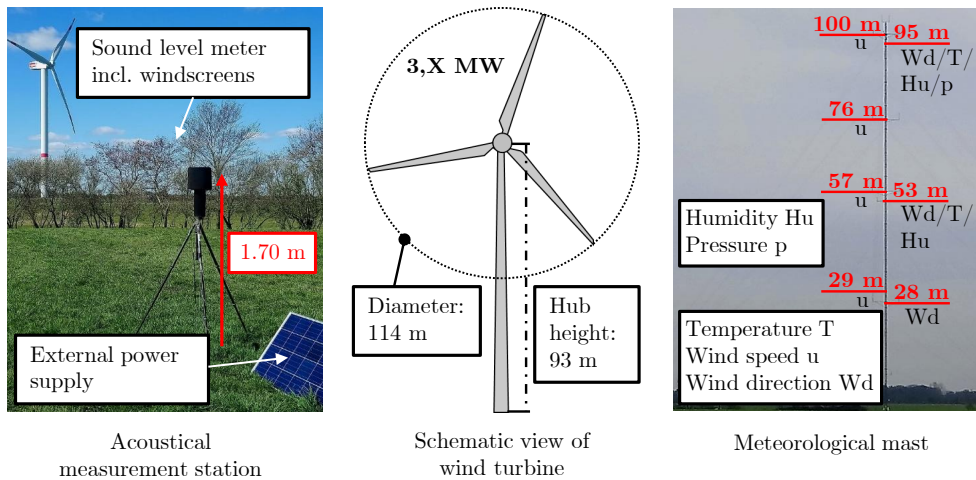 Sound level meter
incl. windscreens
1.70 m
External power
supply
Acoustical
measurement station
3,X MW
Diameter:
114 m
Hub
height:
93 m
Schematic view of
wind turbine
100 m
u
95 m
Wd/T/
Hu/p
76 m
u
57 m
u
53 m
Wd/T/
Hu
Humidity Hu
Pressure p
29 m
u
28 m
Wd
Temperature T
Wind speed u
Wind direction Wd
Meteorological mast